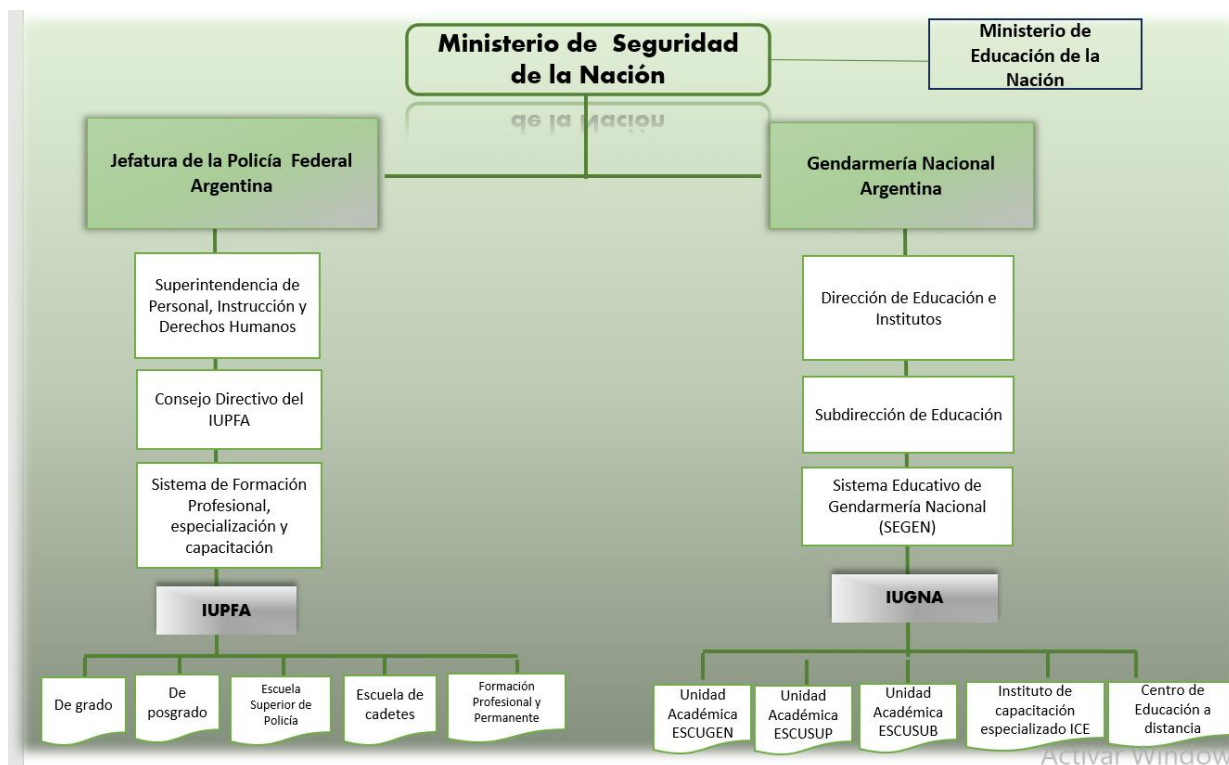 Ministerio de  Seguridad
de la Nación
Ministerio de
Educación de la
Nación
Jefatura de la Policía  Federal
Argentina
Gendarmería Nacional
Argentina
Superintendencia de
Personal, Instrucción y
Derechos Humanos
Dirección de Educación e
Institutos
Consejo Directivo del
IUPFA
Subdirección de Educación
Sistema de Formación
Profesional,
especialización y
capacitación
Sistema Educativo de
Gendarmería Nacional
(SEGEN)
IUPFA
IUGNA
De grado
De
posgrado
Escuela
Superior de
Policía
Escuela de
cadetes
Formación
Profesional y
Permanente
Unidad
Académica
ESCUGEN
Unidad
Académica
ESCUSUP
Unidad
Académica
ESCUSUB
Instituto de
capacitación
especializado ICE
Centro de
Educación a
distancia
Activar Window